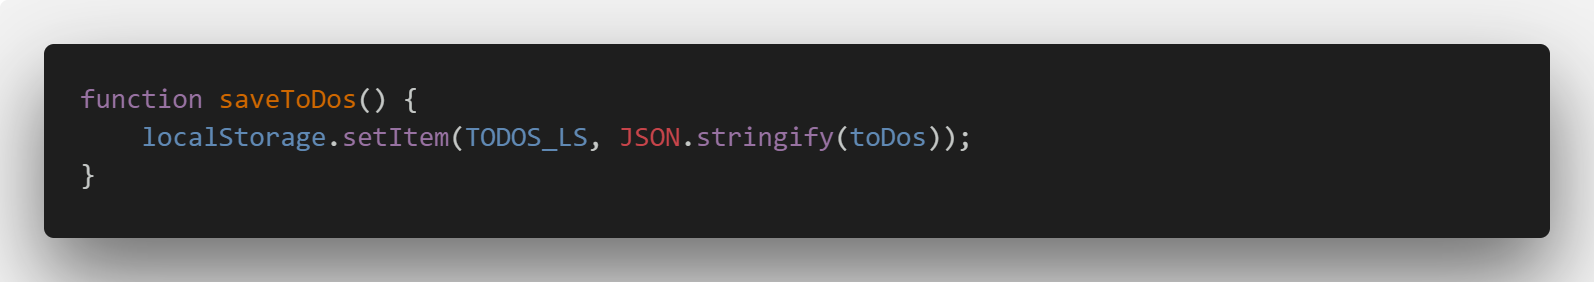 function saveToDos() {
    localStorage.setItem(TODOS_LS, JSON.stringify(toDos));
}